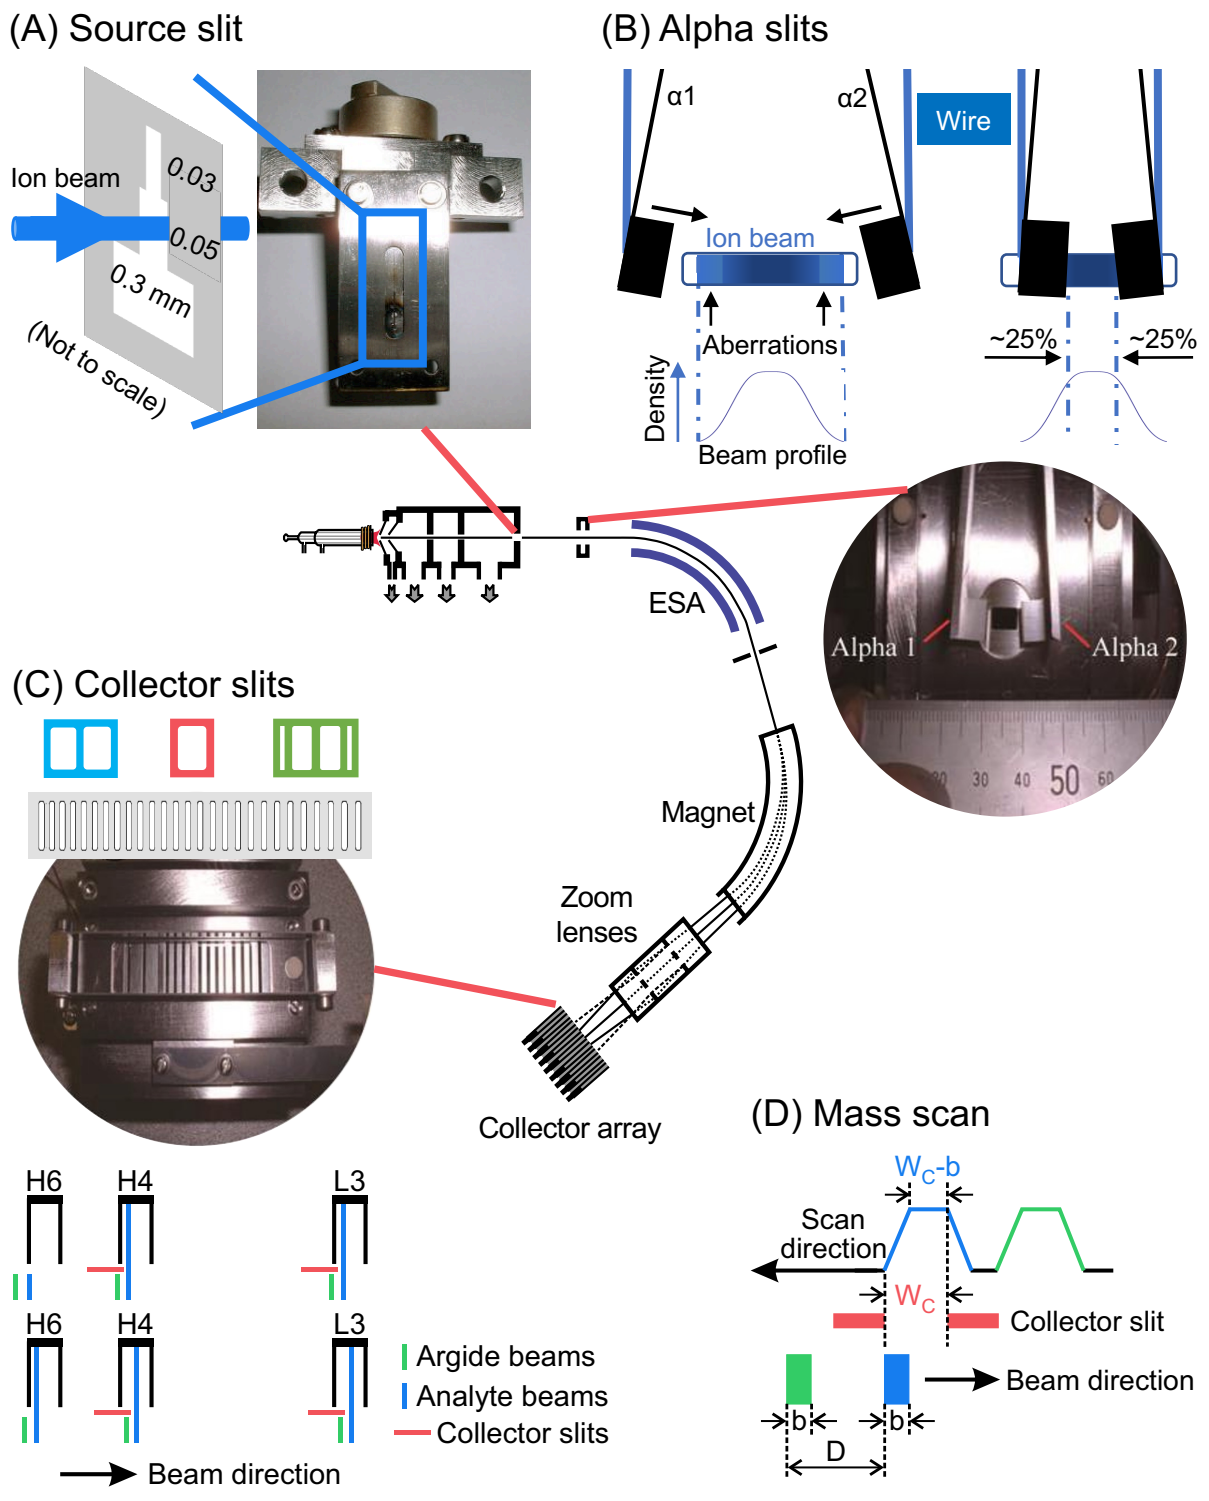 (A) Source slit
Ion beam
0.03
0.05
0.3 mm
(Not to scale)
(B) Alpha slits
α1
α2
Wire
Ion beam
Aberrations
~25%
~25%
Density
Beam profile
ESA
Alpha 1
Alpha 2
30
40
50
60
Magnet
Zoom
lenses
Collector array
(C) Collector slits
H6
H4
L3
H6
H4
L3
Argide beams
Analyte beams
Collector slits
Beam direction
(D) Mass scan
W_C-b
Scan
direction
W_C
Collector slit
Beam direction
b
b
D